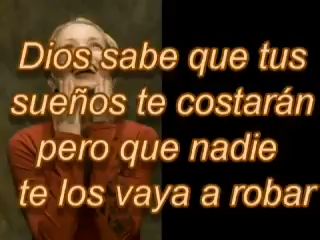 Dios sabe que tus
sueños te costarán
pero que nadie
te los vaya a robar